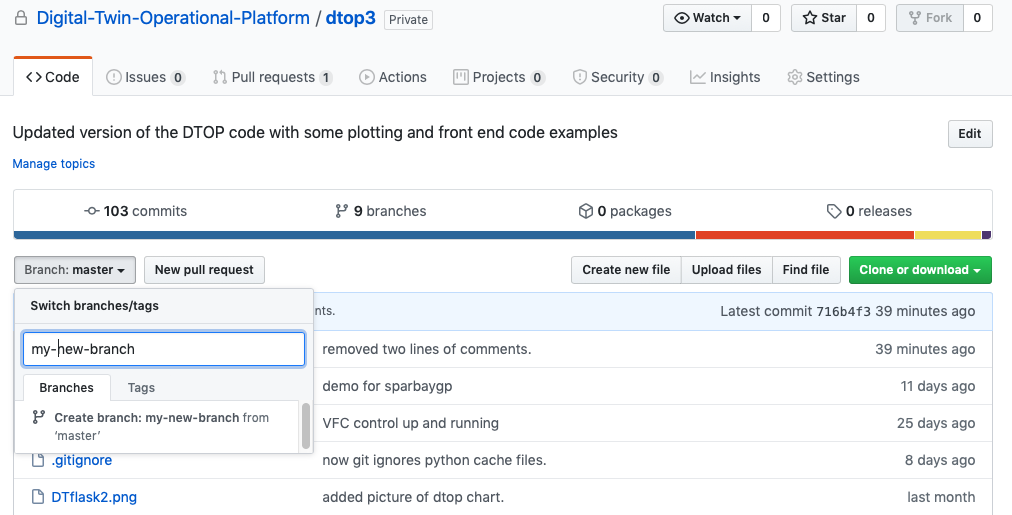 Digital-Twin-Operational-Platform / dtop3 Private Watch 0 Star 0 Fork 0
Code Issues 0 Pull requests 1 Actions Projects 0 Security 0 Insights Settings
Updated version of the DTOP code with some plotting and front end code examples Edit
Manage topics
103 commits 9 branches 0 packages 0 releases
Branch: master New pull request Create new file Upload files Find file Clone or download
Switch branches/tags nts. Latest commit 716b4f3 39 minutes ago
my-new-branch removed two lines of comments. 39 minutes ago
Branches Tags demo for sparbaygp 11 days ago
Create branch: my-new-branch from VFC control up and running 25 days ago
‘master’
.gitignore now git ignores python cache files. 8 days ago
DTflask2.png added picture of dtop chart. last month